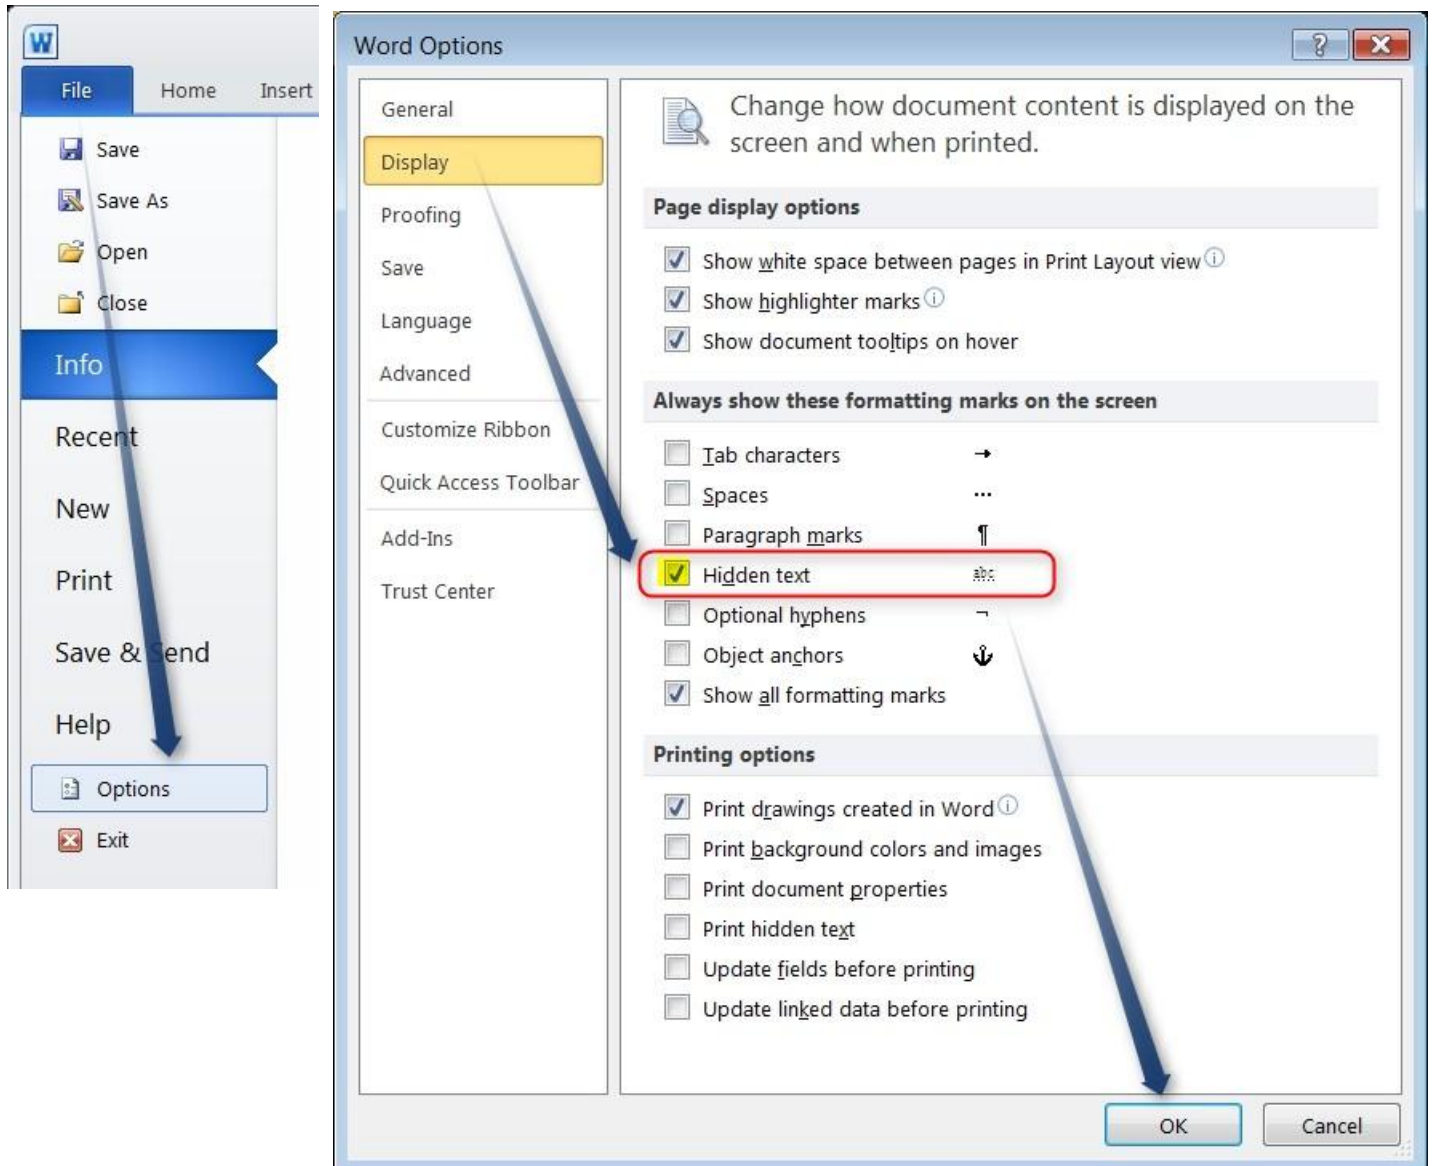 W
File Home Insert
Save
Save As
Open
Close
Info
Recent
New
Print
Save & Send
Help
Options
Exit
Word Options
?
General
Display
Proofing
Save
Language
Advanced
Customize Ribbon
Quick Access Toolbar
Add-Ins
Trust Center
Change how document content is displayed on the
screen and when printed.
Page display options
Show white space between pages in Print Layout view
Show highlighter marks
Show document tooltips on hover
Always show these formatting marks on the screen
Tab characters →
Spaces ...
Paragraph marks ¶
Hidden text abc
Optional hyphens ¬
Object anchors
Show all formatting marks
Printing options
Print drawings created in Word
Print background colors and images
Print document properties
Print hidden text
Update fields before printing
Update linked data before printing
OK Cancel